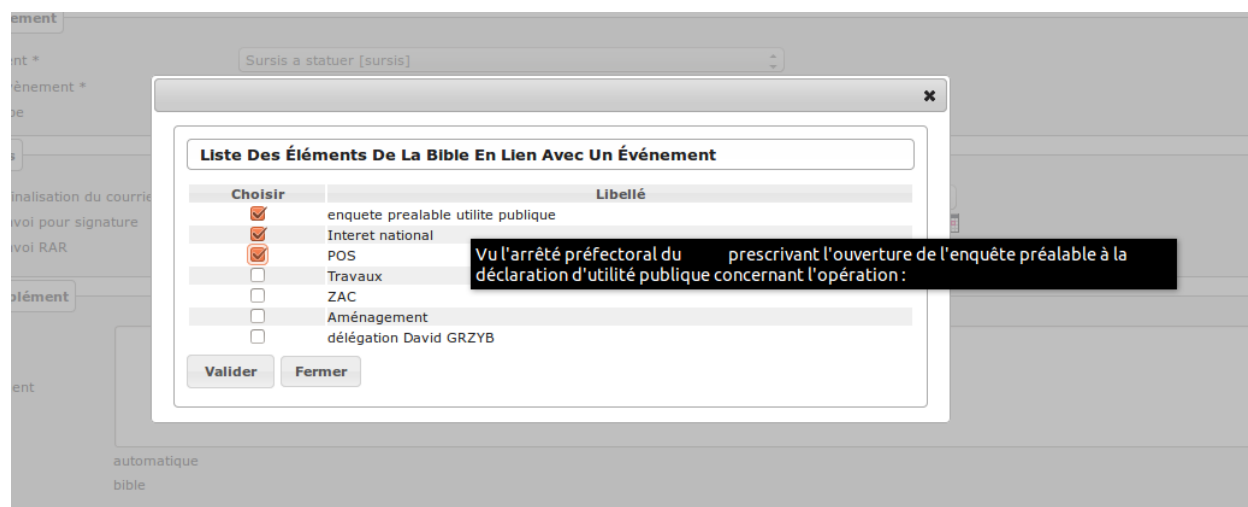 ement
nt *
Sursis a statuer [sursis]
ènement *
pe
Liste Des Éléments De La Bible En Lien Avec Un Événement
s
Choisir Libellé
inalisation du courrie
enquete prealable utilite publique
nvoi pour signature
Interet national
nvoi RAR
POS
Vu l'arrêté préfectoral du prescrivant l'ouverture de l'enquête préalable à la
déclaration d'utilité publique concernant l'opération :
Travaux
plément
ZAC
Aménagement
délégation David GRZYB
Valider Fermer
ent
automatique
bible